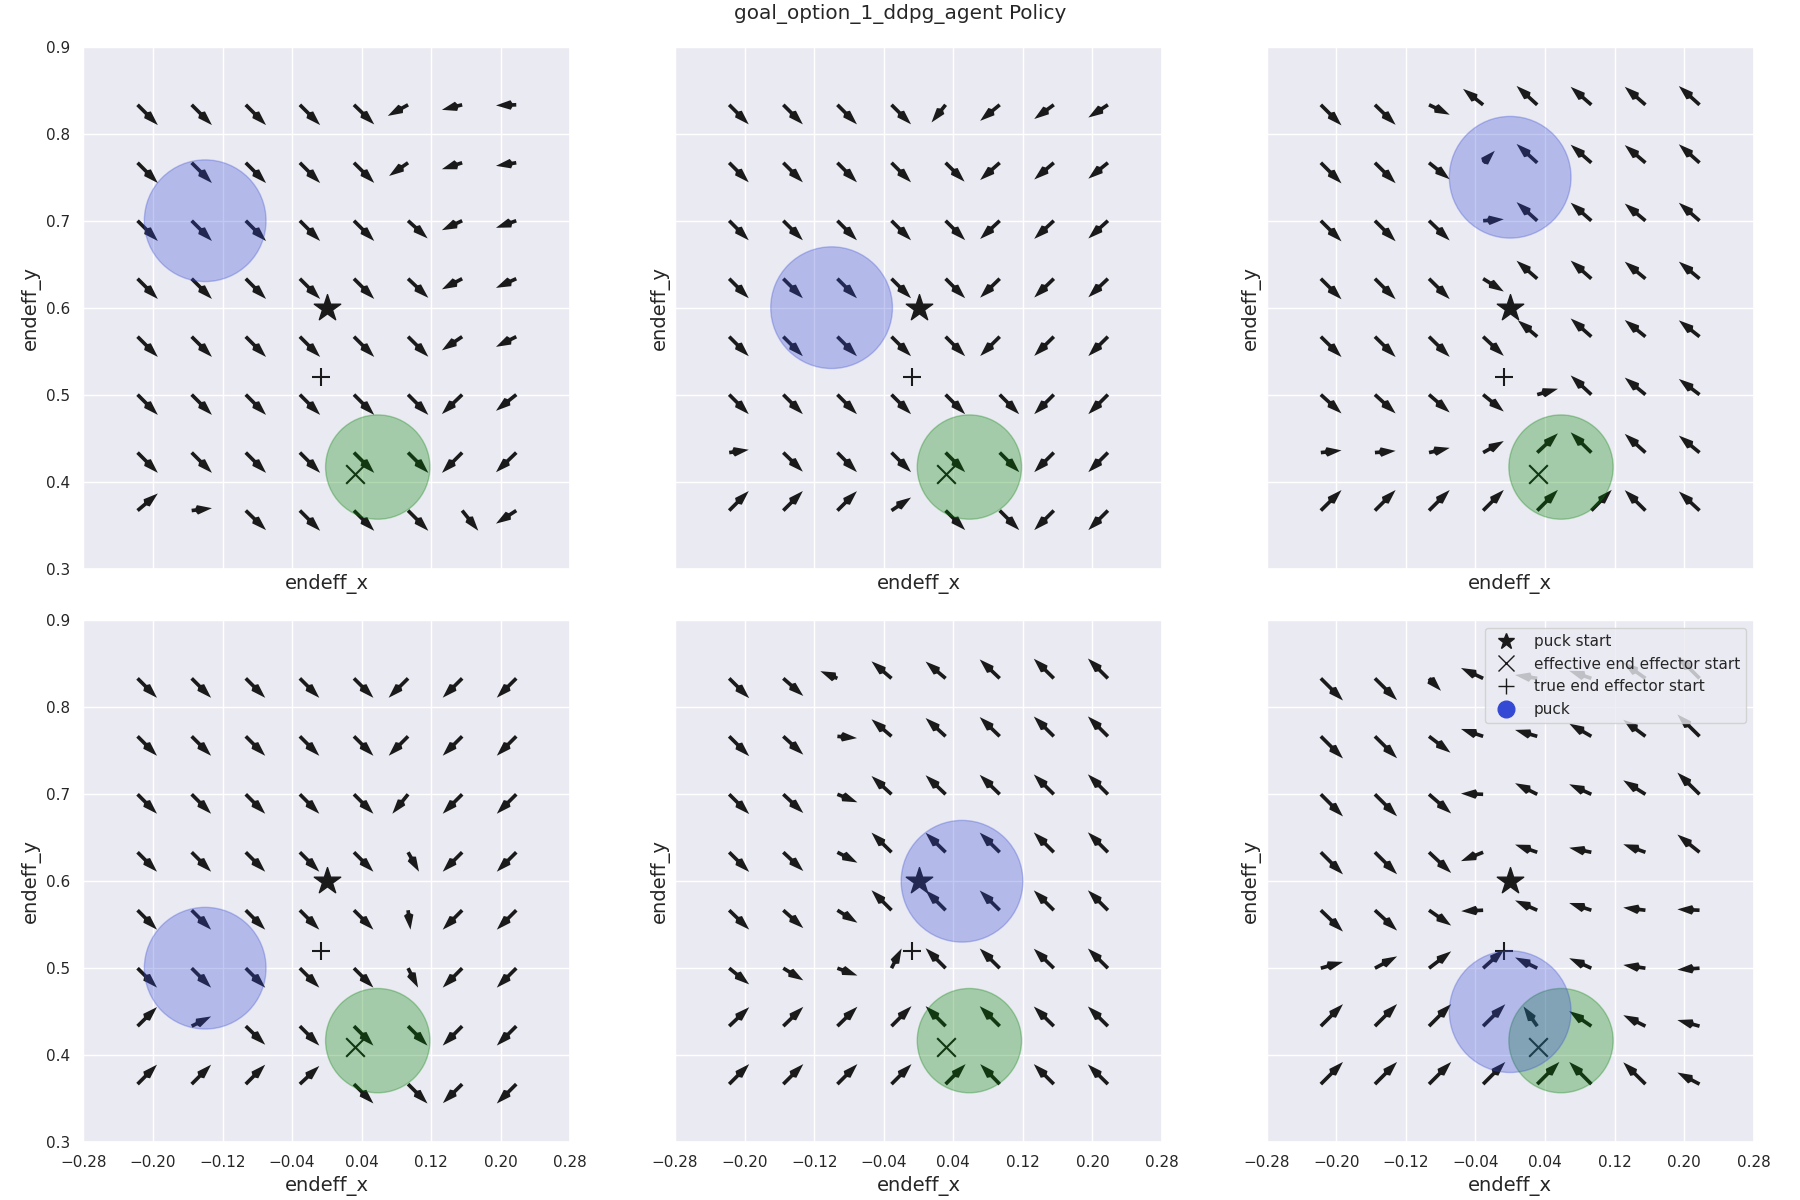 goal_option_1_ddpg_agent Policy
0.9
0.8
0.7
0.6
0.5
0.4
0.3
endeff_y
endeff_x
endeff_y
endeff_x
endeff_y
endeff_x
0.9
0.8
0.7
0.6
0.5
0.4
0.3
endeff_y
−0.28 −0.20 −0.12 −0.04 0.04 0.12 0.20 0.28
endeff_x
endeff_y
−0.28 −0.20 −0.12 −0.04 0.04 0.12 0.20 0.28
endeff_x
puck start
effective end effector start
true end effector start
puck
endeff_y
−0.28 −0.20 −0.12 −0.04 0.04 0.12 0.20 0.28
endeff_x